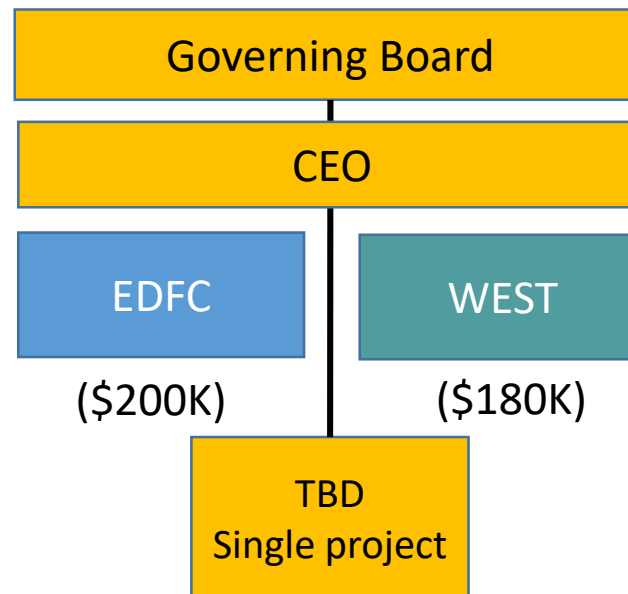 Governing Board
CEO
EDFC
WEST
($200K)
($180K)
TBD
Single project